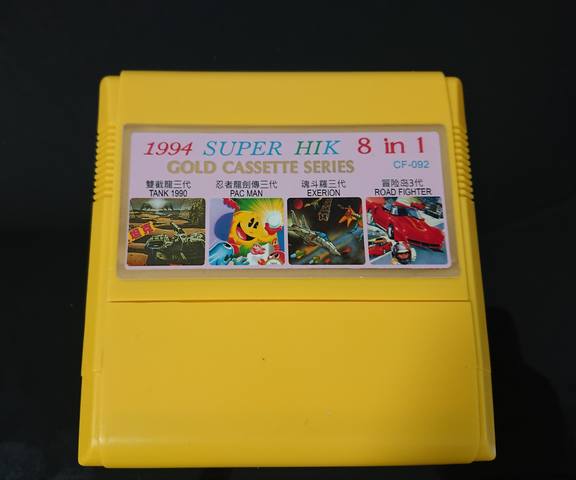 1994 SUPER HIK 8 in 1
GOLD CASSETTE SERIES CF-092
雙截龍三代 忍者龍劍傳三代 魂斗羅三代 冒险岛3代
TANK 1990 PAC MAN EXERION ROAD FIGHTER